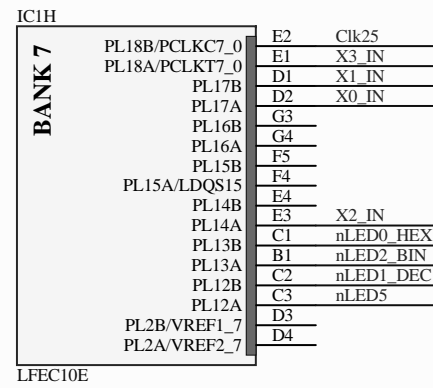 IC1H
BANK 7
PL18B/PCLKC7_0 E2 Clk25
PL18A/PCLKT7_0 E1 X3_IN
PL17B D1 X1_IN
PL17A D2 X0_IN
PL16B G3
PL16A G4
PL15B F5
PL15A/LDQS15 F4
PL14B E4
PL14A E3 X2_IN
PL13B C1 nLED0_HEX
PL13A B1 nLED2_BIN
PL12B C2 nLED1_DEC
PL12A C3 nLED5
PL2B/VREF1_7 D3
PL2A/VREF2_7 D4
LFEC10E